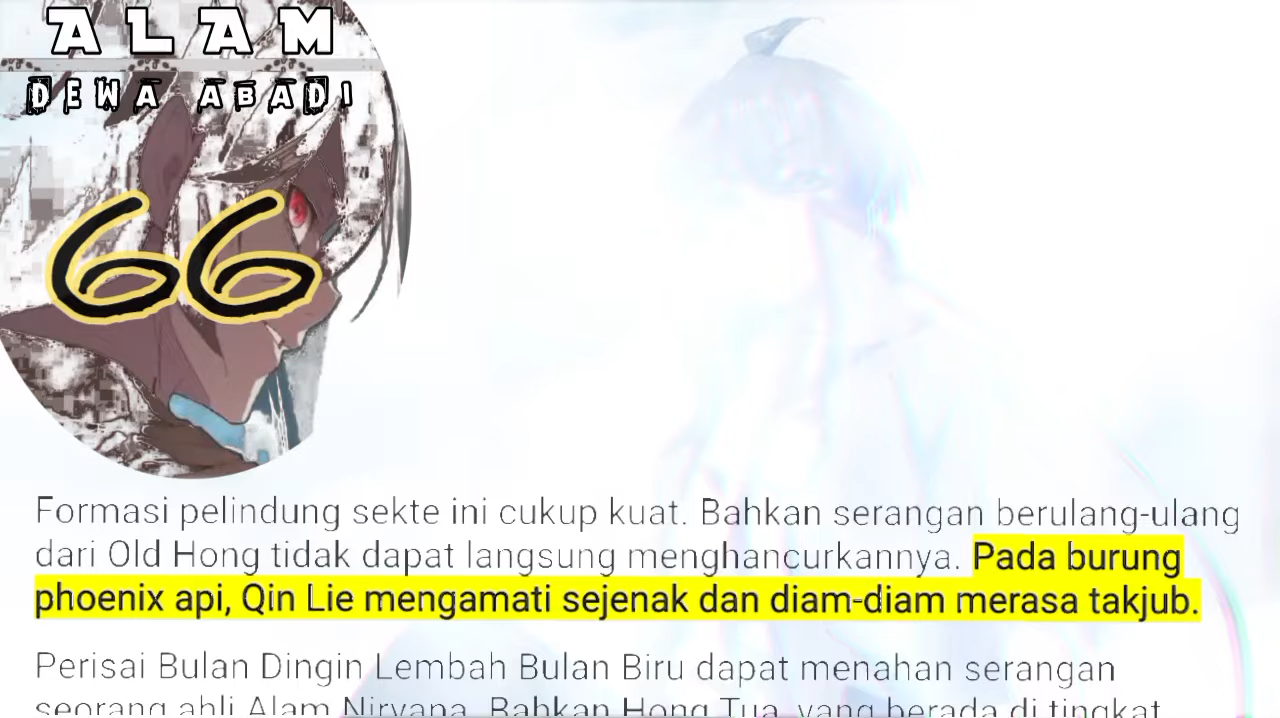 ALAM
DEWA ABADI
66
Formasi pelindung sekte ini cukup kuat. Bahkan serangan berulang-ulang
dari Old Hong tidak dapat langsung menghancurkannya. Pada burung
phoenix api, Qin Lie mengamati sejenak dan diam-diam merasa takjub.
Perisai Bulan Dingin Lembah Bulan Biru dapat menahan serangan
seorang ahli Alam Nirvana. Bahkan Hong Tua, yang berada di tingkat